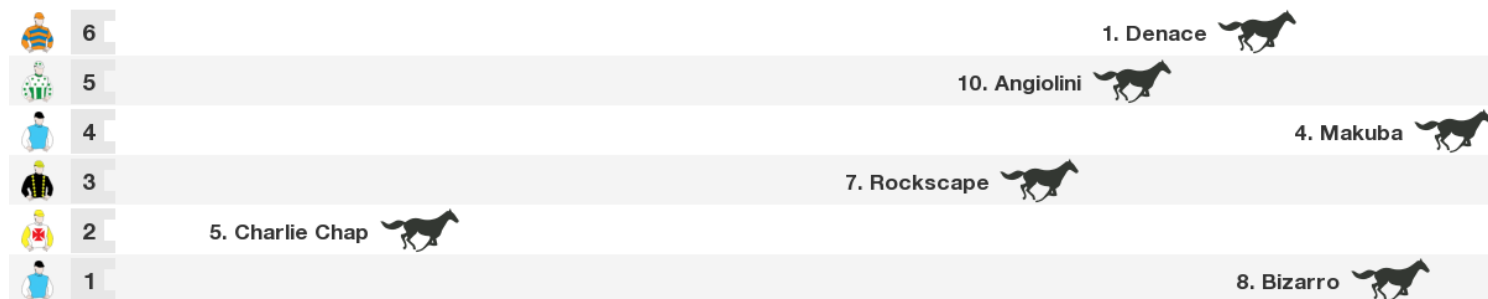 6 1. Denace
5 10. Angiolini
4 4. Makuba
3 7. Rockscape
2 5. Charlie Chap
1 8. Bizarro